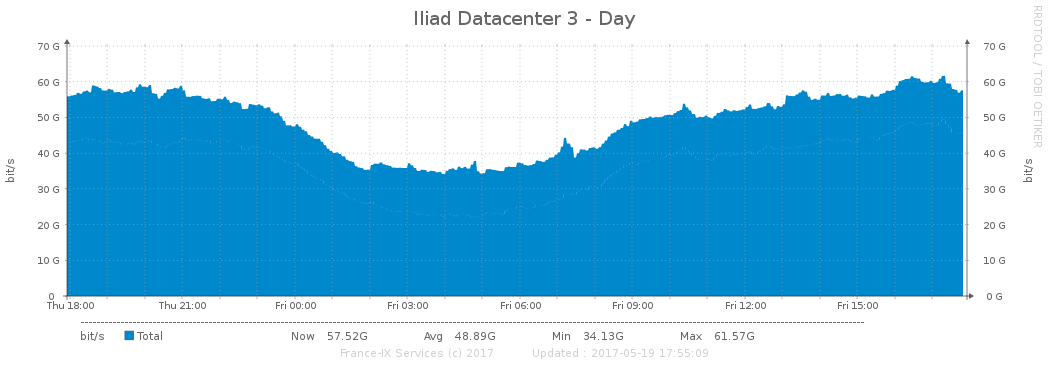 Iliad Datacenter 3 - Day
RRDTOOL / TOBI OETIKER
70 G 70 G
60 G 60 G
50 G 50 G
40 G 40 G
30 G 30 G
20 G 20 G
10 G 10 G
0 0 G
bit/s bit/s
Thu 18:00 Thu 21:00 Fri 00:00 Fri 03:00 Fri 06:00 Fri 09:00 Fri 12:00 Fri 15:00
bit/s Total Now 57.52G Avg 48.89G Min 34.13G Max 61.57G
France-IX Services (c) 2017 Updated : 2017-05-19 17:55:09